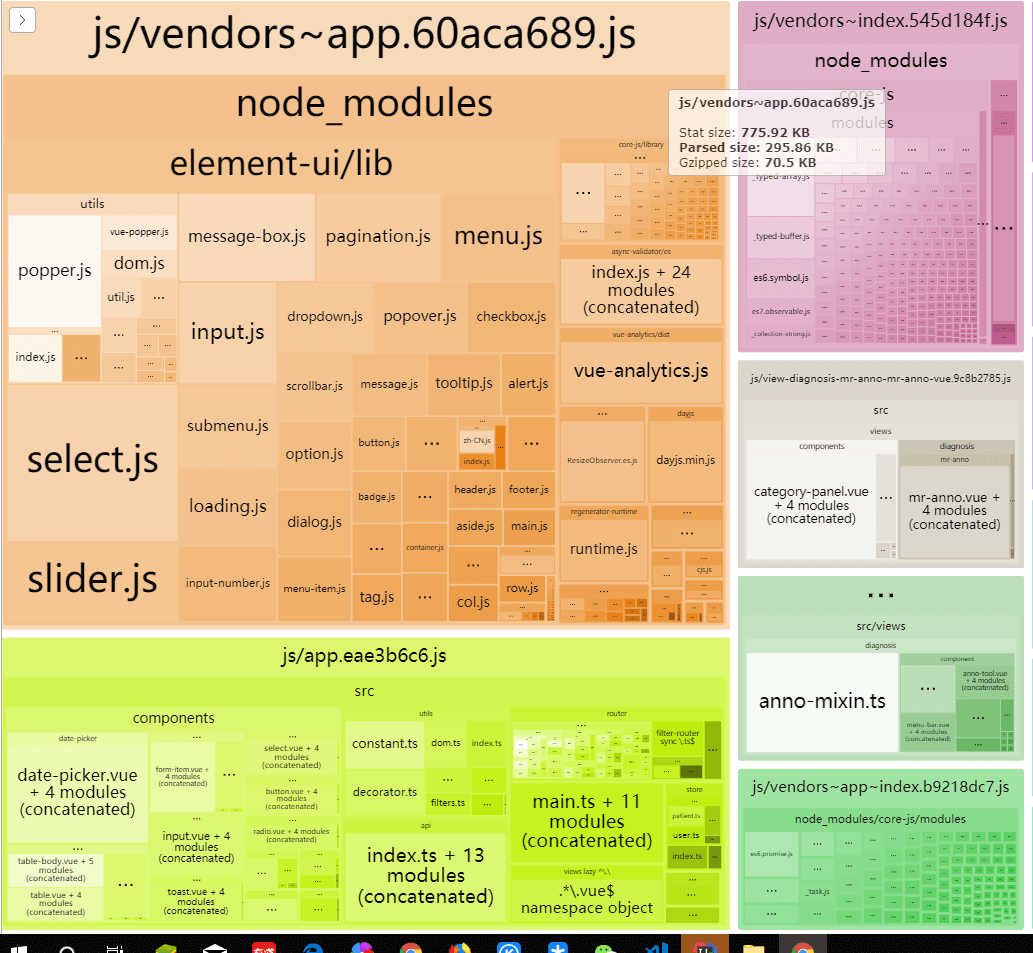 js/vendors~app.60aca689.js
node_modules
element-ui/lib
utils
popper.js
vue-popper.js
dom.js
util.js
...
...
index.js
...
...
...
message-box.js
pagination.js
menu.js
input.js
dropdown.js
popover.js
checkbox.js
select.js
submenu.js
scrollbar.js
message.js
tooltip.js
alert.js
option.js
button.js
...
zh-CN.js
index.js
...
loading.js
badge.js
...
header.js
footer.js
dialog.js
...
container.js
aside.js
main.js
slider.js
input-number.js
menu-item.js
tag.js
...
...
col.js
row.js
core-js/library
...
...
async-validator/es
index.js + 24
modules
(concatenated)
vue-analytics/dist
vue-analytics.js
...
ResizeObserver.es.js
dayjs
dayjs.min.js
regenerator-runtime
runtime.js
...
...
cjs.js
js/vendors~index.545d184f.js
node_modules
core-js
modules
js/vendors~app.60aca689.js
Stat size: 775.92 KB
Parsed size: 295.86 KB
Gzipped size: 70.5 KB
_typed-array.js
_typed-buffer.js
es6.symbol.js
es7.observable.js
_collection-strong.js
...
...
js/view-diagnosis-mr-anno-mr-anno-vue.9c8b2785.js
src
views
components
category-panel.vue
+ 4 modules
(concatenated)
...
diagnosis
mr-anno
mr-anno.vue +
4 modules
(concatenated)
...
src/views
diagnosis
anno-mixin.ts
component
...
anno-tool.vue
+ 4 modules
(concatenated)
menu-bar.vue +
4 modules
(concatenated)
...
js/vendors~app~index.b9218dc7.js
node_modules/core-js/modules
es6.promise.js
...
_task.js
...
js/app.eae3b6c6.js
src
components
date-picker
date-picker.vue
+ 4 modules
(concatenated)
...
table-body.vue + 5
modules
(concatenated)
table.vue + 4
modules
(concatenated)
...
...
form-item.vue +
4 modules
(concatenated)
...
...
input.vue + 4
modules
(concatenated)
...
toast.vue + 4
modules
(concatenated)
...
select.vue + 4
modules
(concatenated)
...
button.vue + 4
modules
(concatenated)
...
radio.vue + 4 modules
(concatenated)
utils
constant.ts
dom.ts
index.ts
decorator.ts
...
...
filters.ts
...
api
index.ts + 13
modules
(concatenated)
router
...
filter-router
sync \.ts$
...
main.ts + 11
modules
(concatenated)
store
patient.ts
user.ts
index.ts
views lazy ^\.\
.*\.vue$
namespace object
...
...
...